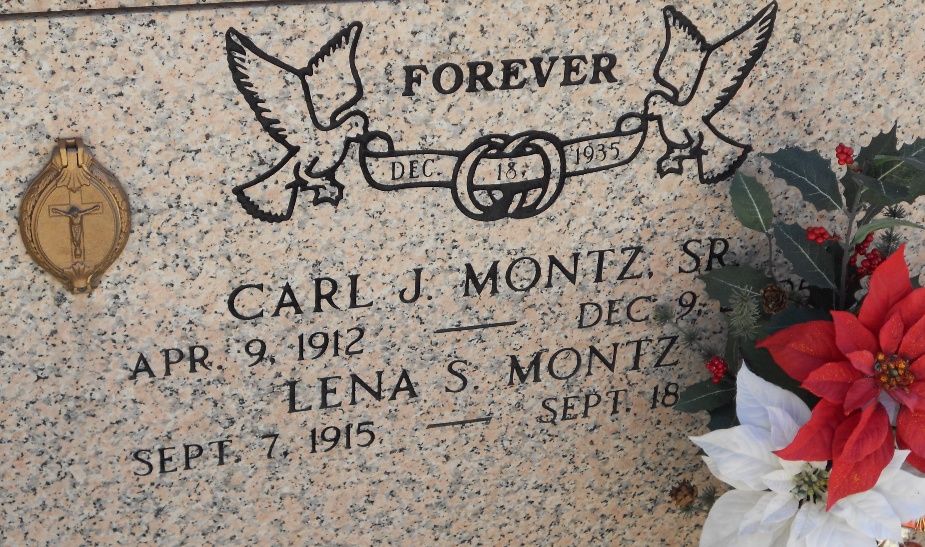 FOREVER
DEC. 18, 1935
CARL J. MONTZ, SR.
APR. 9, 1912 — DEC. 9,
LENA S. MONTZ
SEPT. 7, 1915 — SEPT. 18